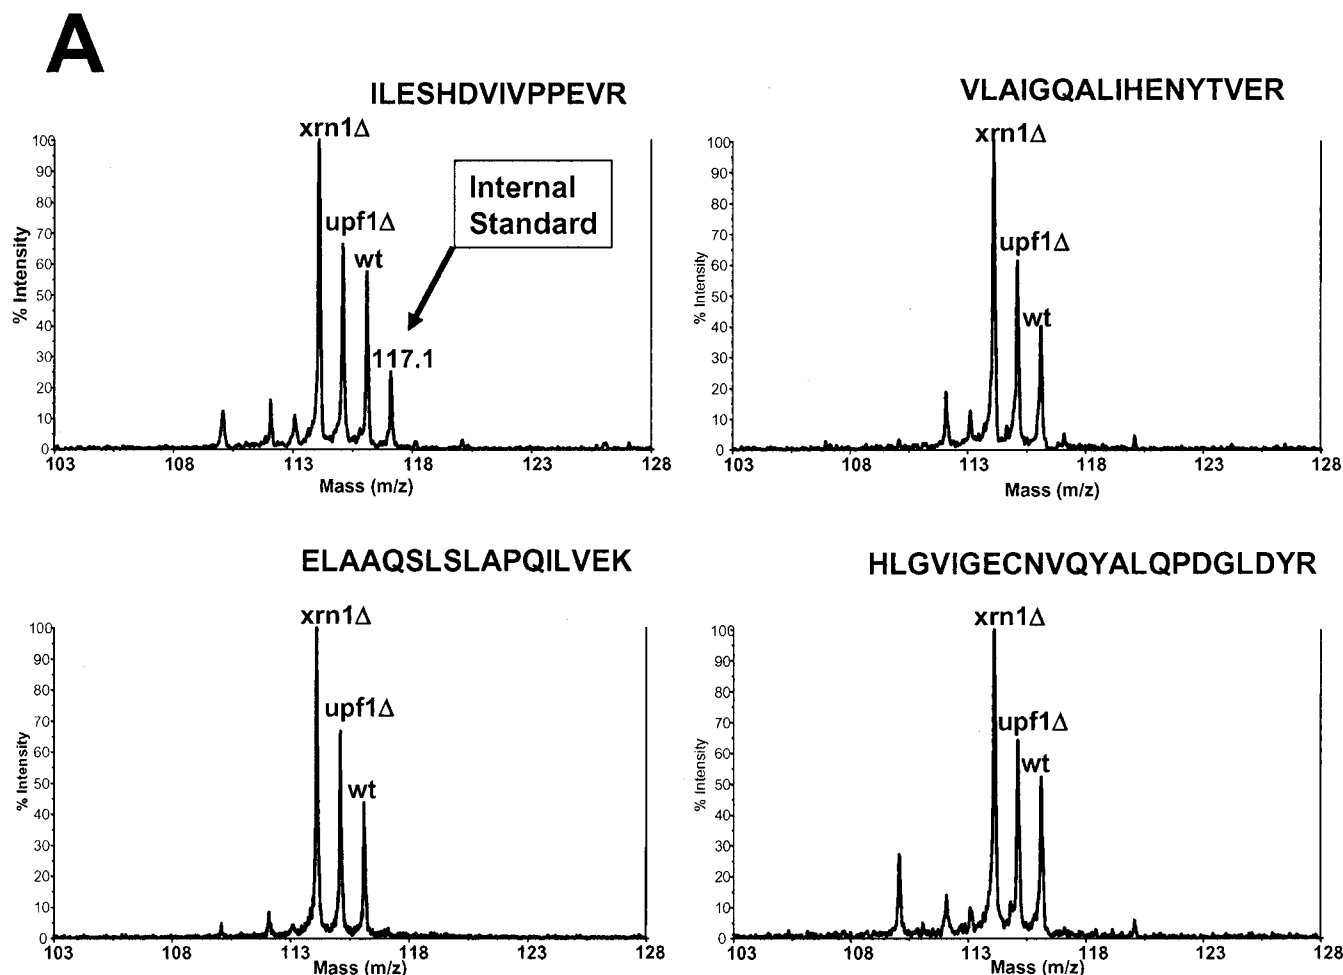 A
ILESHDVIVPPEVR
xrn1Δ
upf1Δ
wt
117.1
Internal
Standard
% Intensity
100
90
80
70
60
50
40
30
20
10
0
103 108 113 118 123 128
Mass (m/z)
VLAIGQALIHENYTVER
xrn1Δ
upf1Δ
wt
% Intensity
100
90
80
70
60
50
40
30
20
10
0
103 108 113 118 123 128
Mass (m/z)
ELAAQSLSLAPQILVEK
xrn1Δ
upf1Δ
wt
% Intensity
100
90
80
70
60
50
40
30
20
10
0
103 108 113 118 123 128
Mass (m/z)
HLGVIGECNVQYALQPDGLDYR
xrn1Δ
upf1Δ
wt
% Intensity
100
90
80
70
60
50
40
30
20
10
0
103 108 113 118 123 128
Mass (m/z)